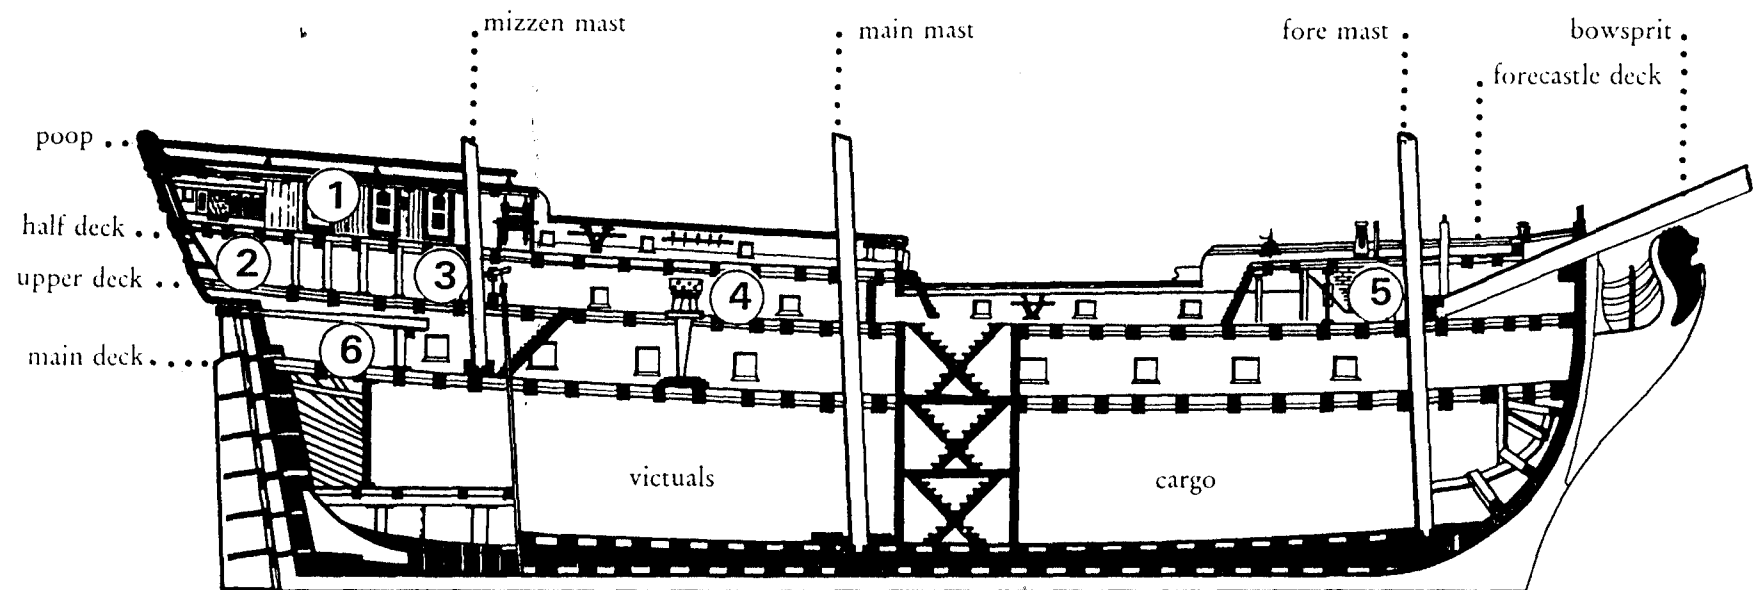 mizzen mast
main mast
fore mast
bowsprit
forecastle deck
poop
1
half deck
2
3
upper deck
4
5
main deck
6
victuals
cargo